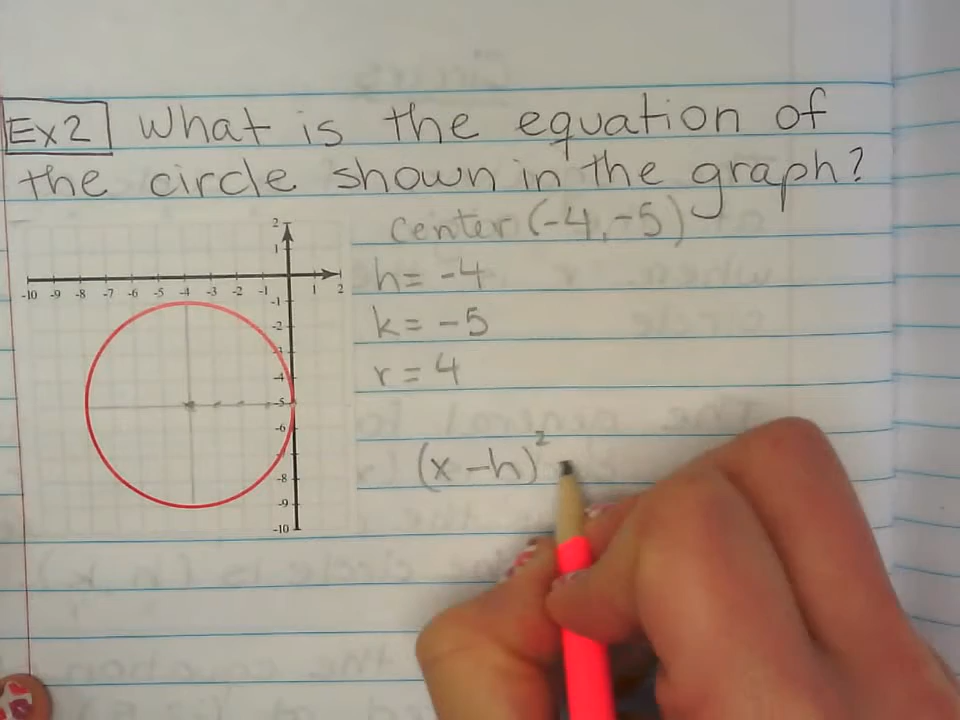 Ex2 What is the equation of
the circle shown in the graph?
center (-4,-5)
h = -4
k = -5
r = 4
(x - h)²
2
1
-10 -9 -8 -7 -6 -5 -4 -3 -2 -1 1 2
-1
-2
-4
-5
-6
-8
-9
-10